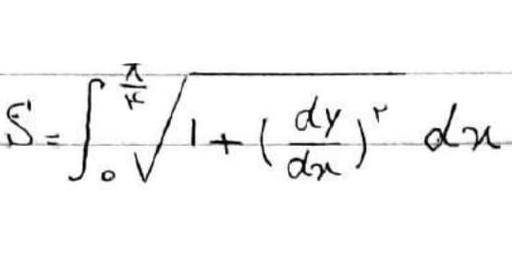 S = ∫₀^(π/۴) √(1 + (dy/dx)^۲) dx